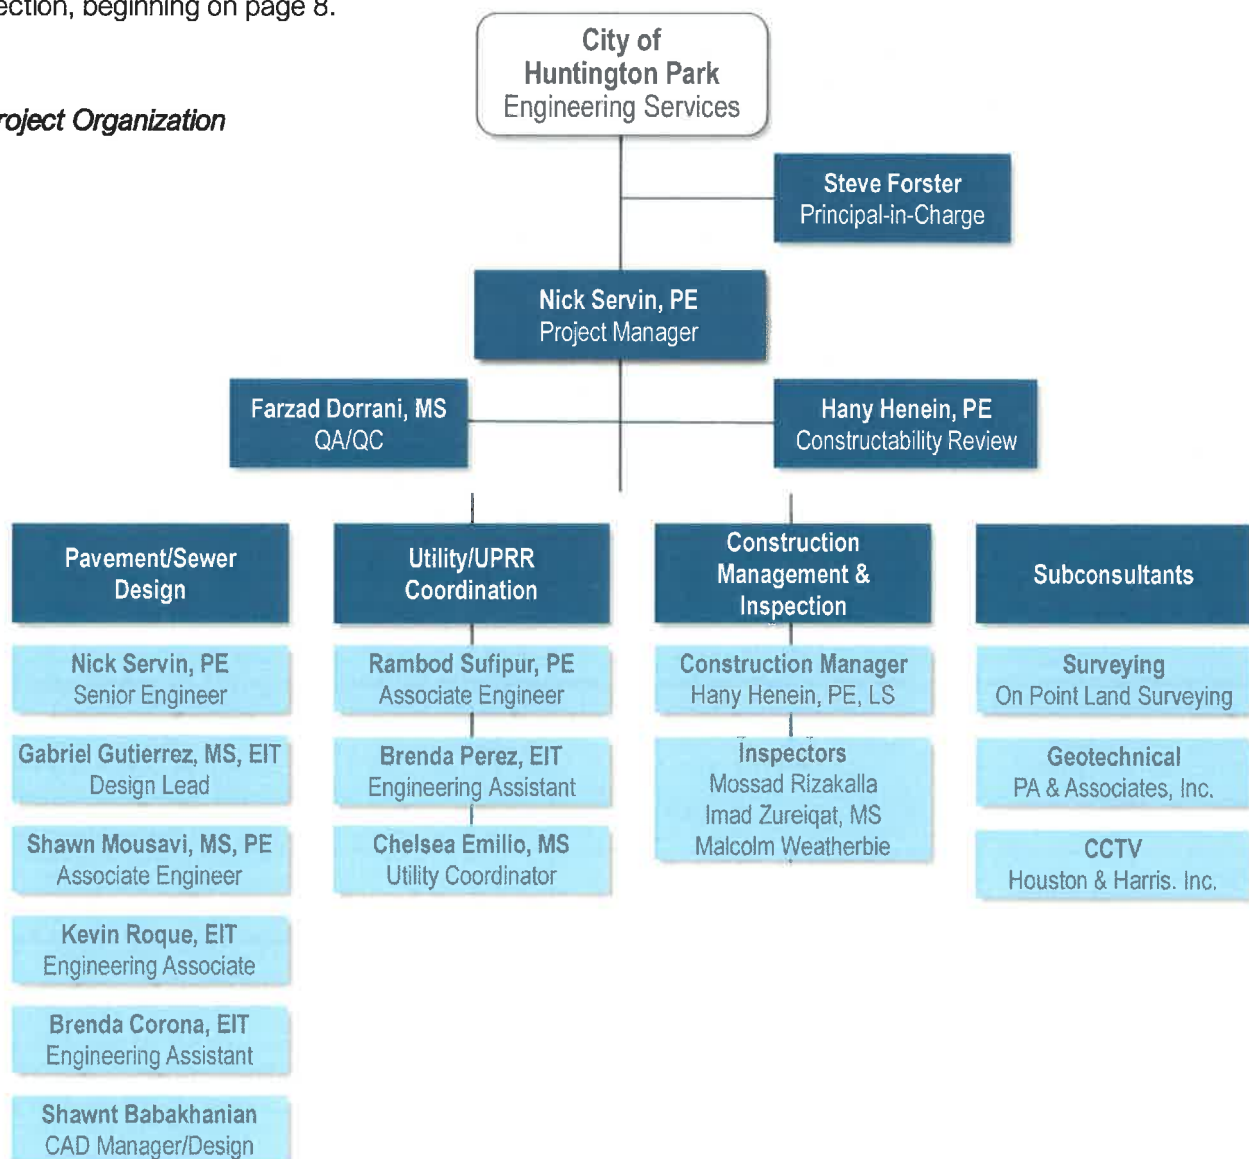 ection, beginning on page 8.
roject Organization
City of
Huntington Park
Engineering Services
Steve Forster
Principal-in-Charge
Nick Servin, PE
Project Manager
Farzad Dorrani, MS
QA/QC
Hany Henein, PE
Constructability Review
Pavement/Sewer
Design
Nick Servin, PE
Senior Engineer
Gabriel Gutierrez, MS, EIT
Design Lead
Shawn Mousavi, MS, PE
Associate Engineer
Kevin Roque, EIT
Engineering Associate
Brenda Corona, EIT
Engineering Assistant
Shawnt Babakhanian
CAD Manager/Design
Utility/UPRR
Coordination
Rambod Sufipur, PE
Associate Engineer
Brenda Perez, EIT
Engineering Assistant
Chelsea Emilio, MS
Utility Coordinator
Construction
Management &
Inspection
Construction Manager
Hany Henein, PE, LS
Inspectors
Mossad Rizakalla
Imad Zureiqat, MS
Malcolm Weatherbie
Subconsultants
Surveying
On Point Land Surveying
Geotechnical
PA & Associates, Inc.
CCTV
Houston & Harris. Inc.